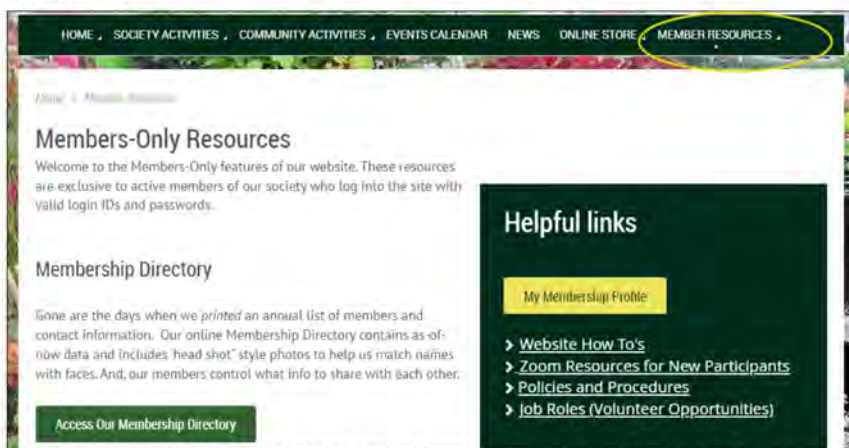 HOME SOCIETY ACTIVITIES COMMUNITY ACTIVITIES EVENTS CALENDAR NEWS ONLINE STORE MEMBER RESOURCES
Home > Member Resources
Members-Only Resources
Welcome to the Members-Only features of our website. These resources
are exclusive to active members of our society who log into the site with
valid login IDs and passwords.
Membership Directory
Gone are the days when we printed an annual list of members and
contact information. Our online Membership Directory contains as-of-
now data and includes "head shot" style photos to help us match names
with faces. And, our members control what info to share with each other.
Access Our Membership Directory
Helpful links
My Membership Profile
> Website How To's
> Zoom Resources for New Participants
> Policies and Procedures
> Job Roles (Volunteer Opportunities)